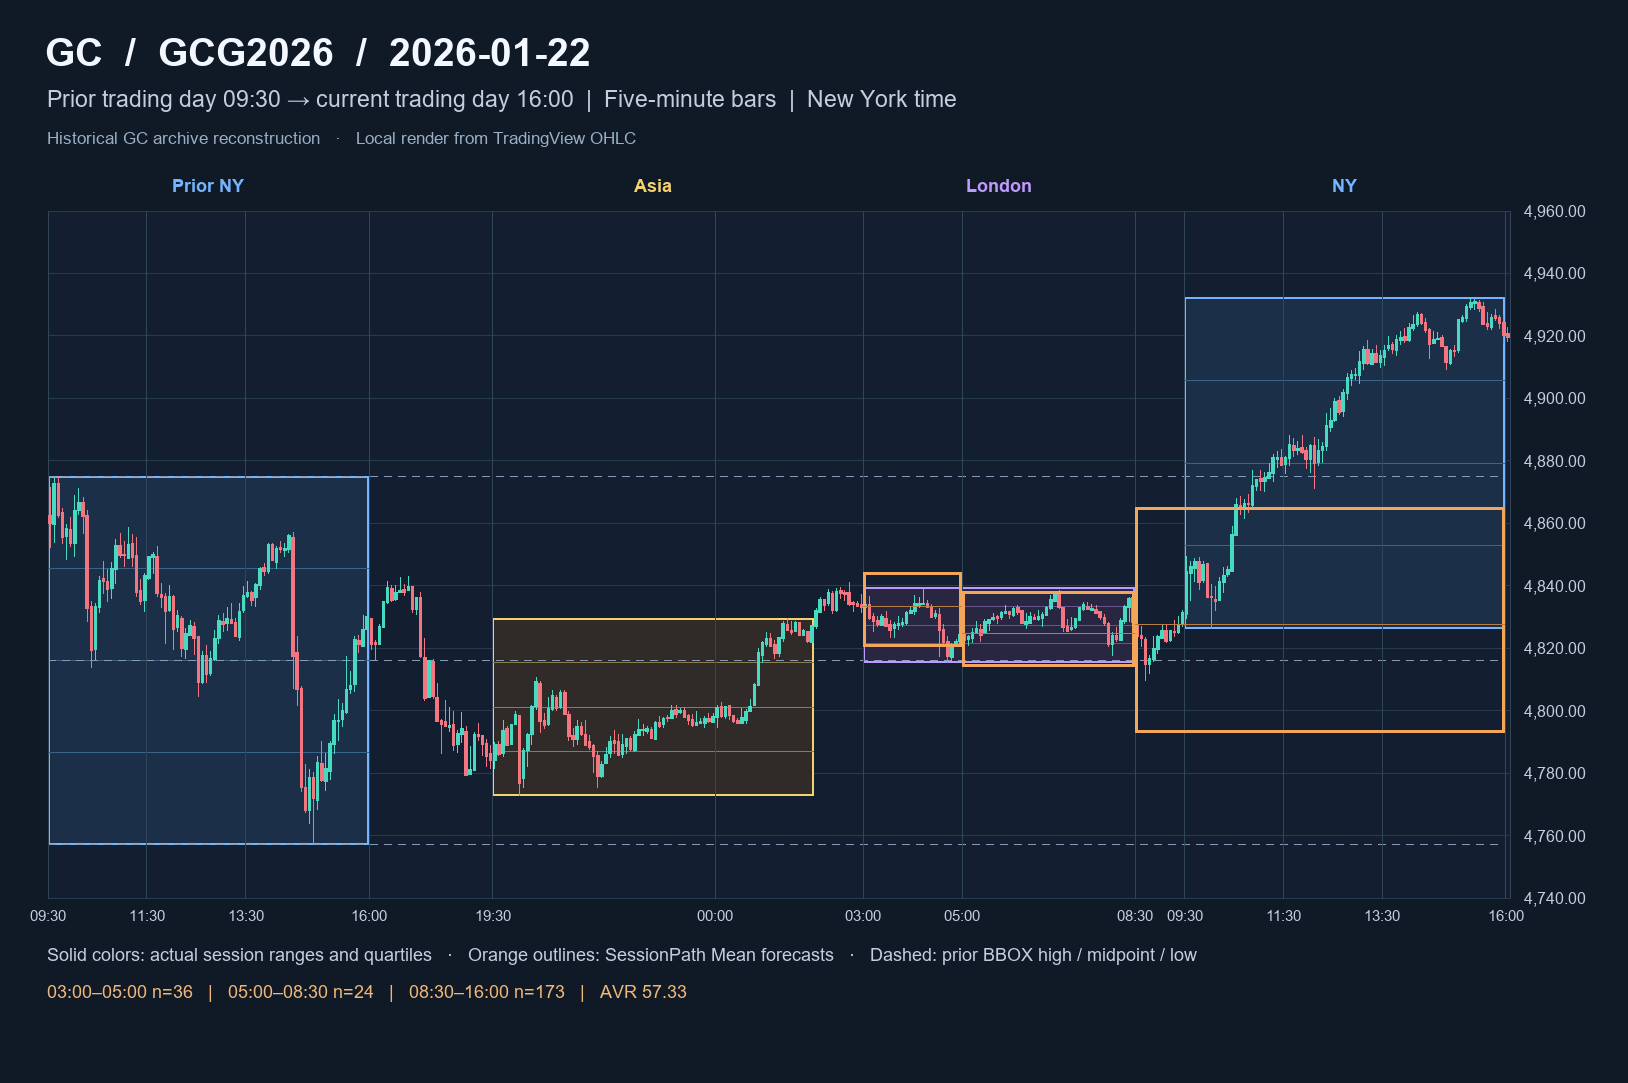 GC / GCG2026 / 2026-01-22
Prior trading day 09:30 → current trading day 16:00 | Five-minute bars | New York time
Historical GC archive reconstruction · Local render from TradingView OHLC
Prior NY Asia London NY
4,960.00
4,940.00
4,920.00
4,900.00
4,880.00
4,860.00
4,840.00
4,820.00
4,800.00
4,780.00
4,760.00
4,740.00
09:30 11:30 13:30 16:00 19:30 00:00 03:00 05:00 08:30 09:30 11:30 13:30 16:00
Solid colors: actual session ranges and quartiles · Orange outlines: SessionPath Mean forecasts · Dashed: prior BBOX high / midpoint / low
03:00–05:00 n=36 | 05:00–08:30 n=24 | 08:30–16:00 n=173 | AVR 57.33